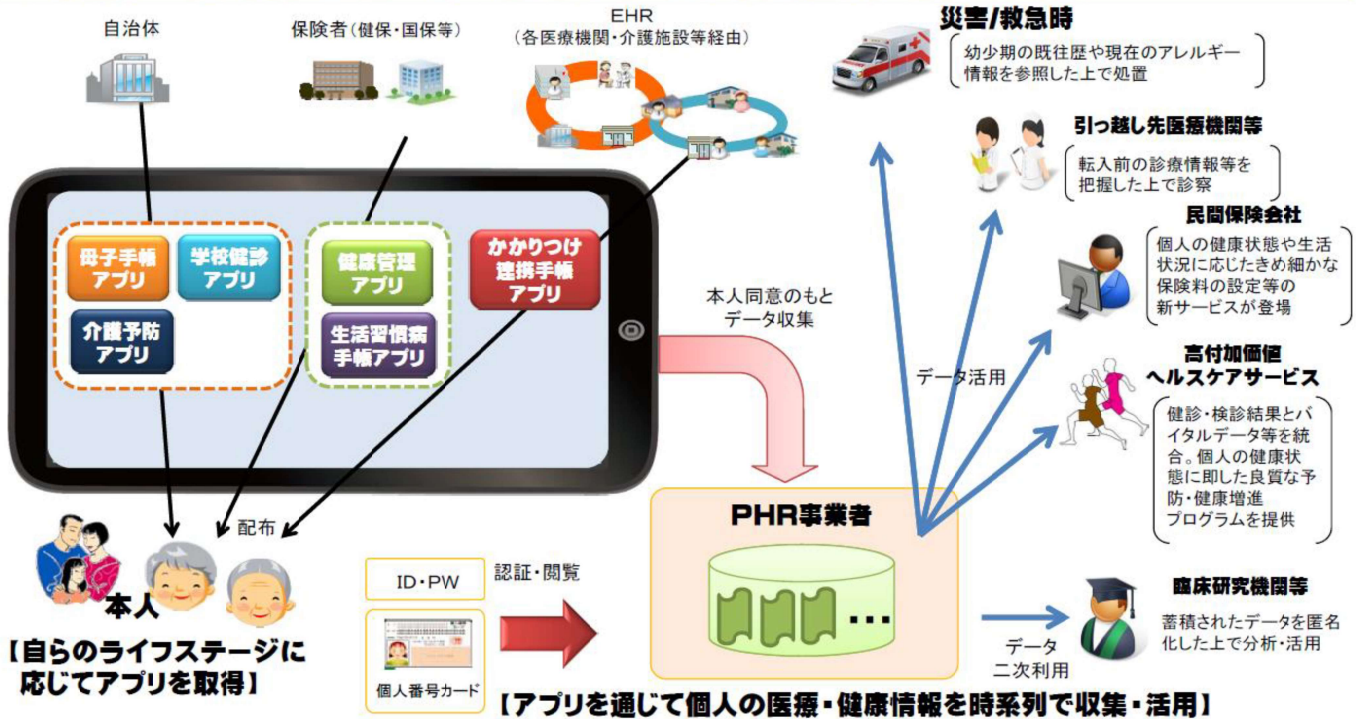 自治体
保険者(健保・国保等)
EHR
(各医療機関・介護施設等経由)
災害/救急時
幼少期の既往歴や現在のアレルギー
情報を参照した上で処置
引っ越し先医療機関等
転入前の診療情報等を
把握した上で診察
民間保険会社
個人の健康状態や生活
状況に応じたきめ細かな
保険料の設定等の
新サービスが登場
母子手帳
アプリ
学校健診
アプリ
介護予防
アプリ
健康管理
アプリ
生活習慣病
手帳アプリ
かかりつけ
連携手帳
アプリ
本人同意のもと
データ収集
データ活用
高付加価値
ヘルスケアサービス
健診・検診結果とバ
イタルデータ等を統
合。個人の健康状
態に即した良質な予
防・健康増進
プログラムを提供
PHR事業者
・・・
配布
本人
【自らのライフステージに
応じてアプリを取得】
ID・PW
認証・閲覧
個人番号カード
データ
二次利用
臨床研究機関等
蓄積されたデータを匿名
化した上で分析・活用
【アプリを通じて個人の医療・健康情報を時系列で収集・活用】